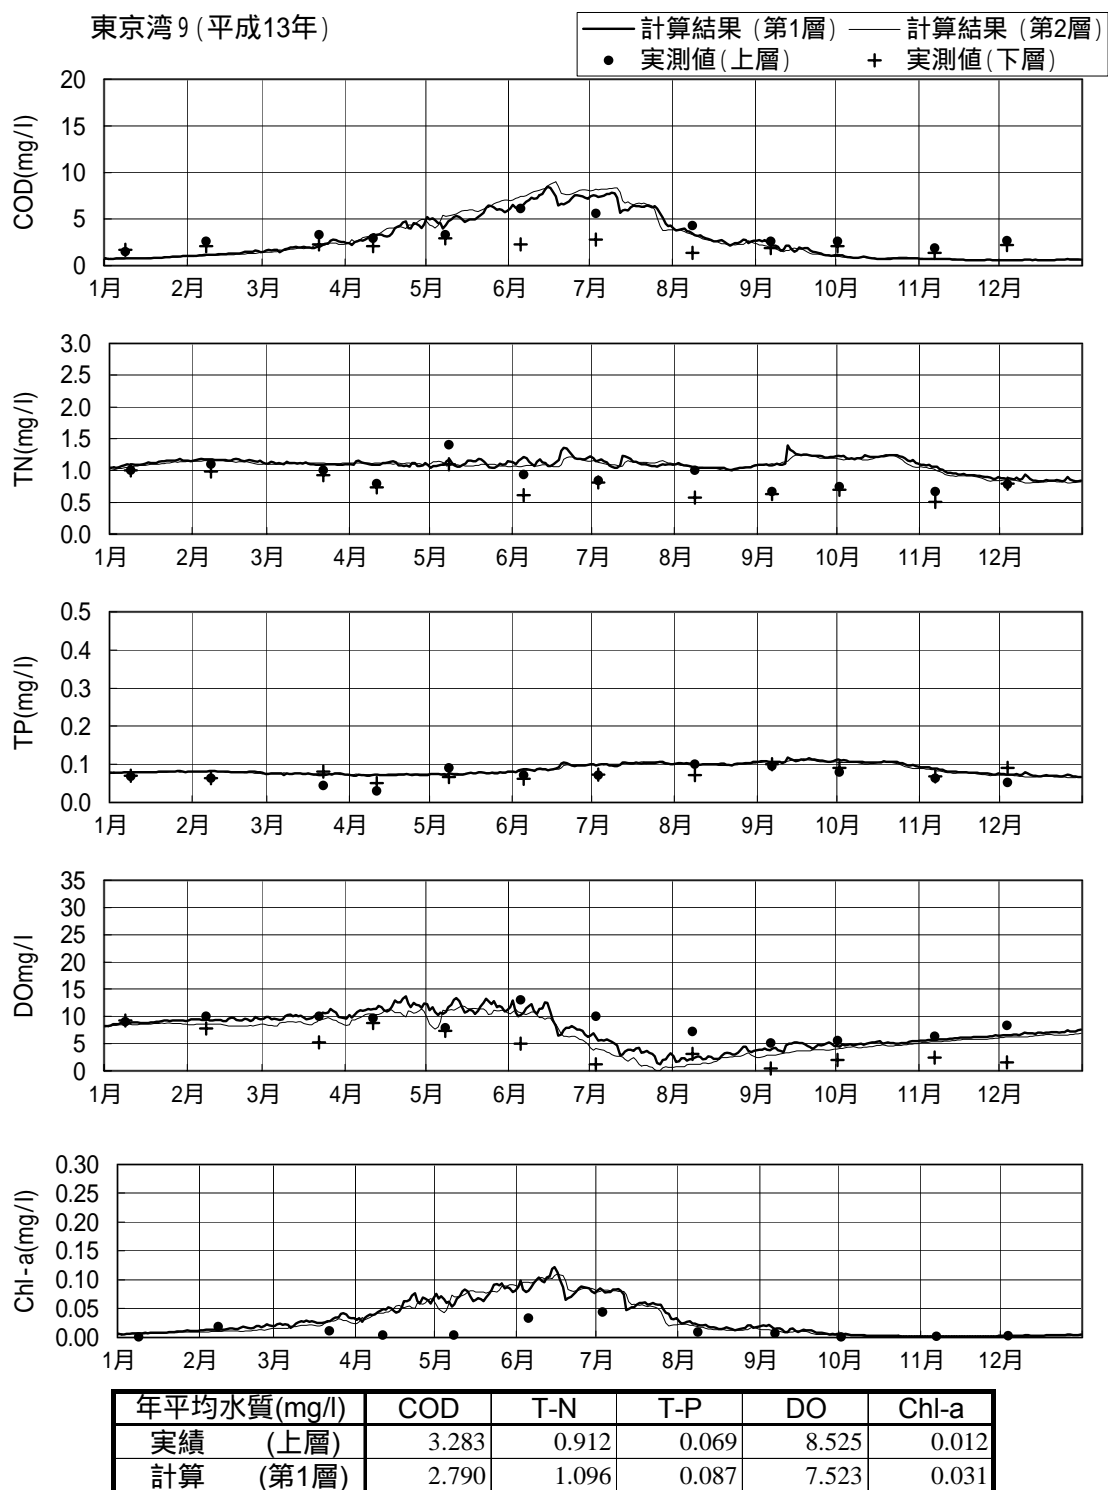 東京湾9(平成13年)
計算結果 (第1層) 計算結果 (第2層)
実測値(上層) 実測値(下層)
COD(mg/l)
20
15
10
5
0
1月 2月 3月 4月 5月 6月 7月 8月 9月 10月 11月 12月
TN(mg/l)
3.0
2.5
2.0
1.5
1.0
0.5
0.0
1月 2月 3月 4月 5月 6月 7月 8月 9月 10月 11月 12月
TP(mg/l)
0.5
0.4
0.3
0.2
0.1
0.0
1月 2月 3月 4月 5月 6月 7月 8月 9月 10月 11月 12月
DOmg/l
35
30
25
20
15
10
5
0
1月 2月 3月 4月 5月 6月 7月 8月 9月 10月 11月 12月
Chl-a(mg/l)
0.30
0.25
0.20
0.15
0.10
0.05
0.00
1月 2月 3月 4月 5月 6月 7月 8月 9月 10月 11月 12月
年平均水質(mg/l) COD T-N T-P DO Chl-a
実績 (上層) 3.283 0.912 0.069 8.525 0.012
計算 (第1層) 2.790 1.096 0.087 7.523 0.031